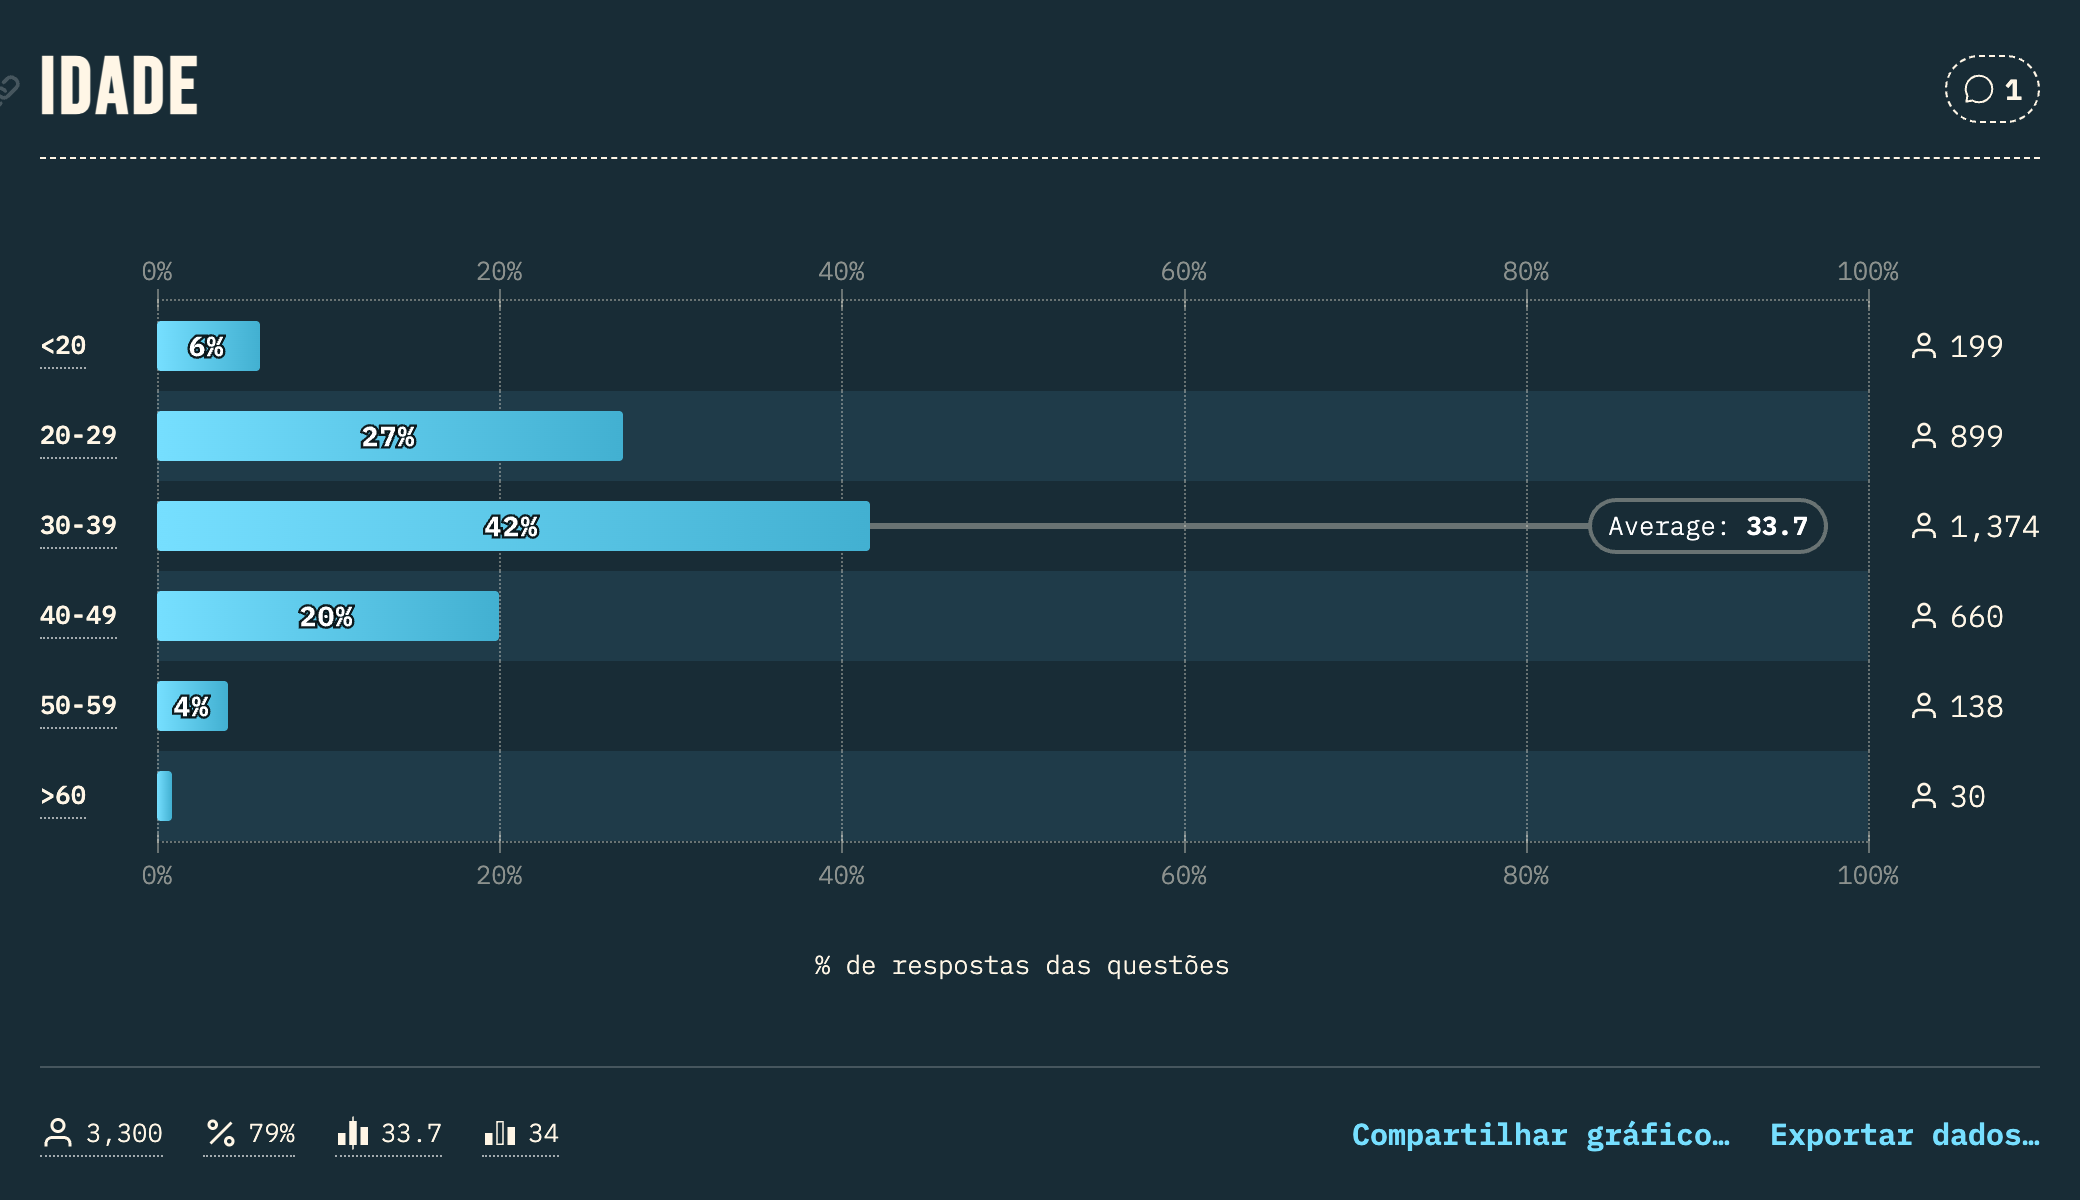 IDADE
1
0% 20% 40% 60% 80% 100%
<20 6% 199
20-29 27% 899
30-39 42% Average: 33.7 1,374
40-49 20% 660
50-59 4% 138
>60 30
0% 20% 40% 60% 80% 100%
% de respostas das questões
3,300 79% 33.7 34 Compartilhar gráfico… Exportar dados…